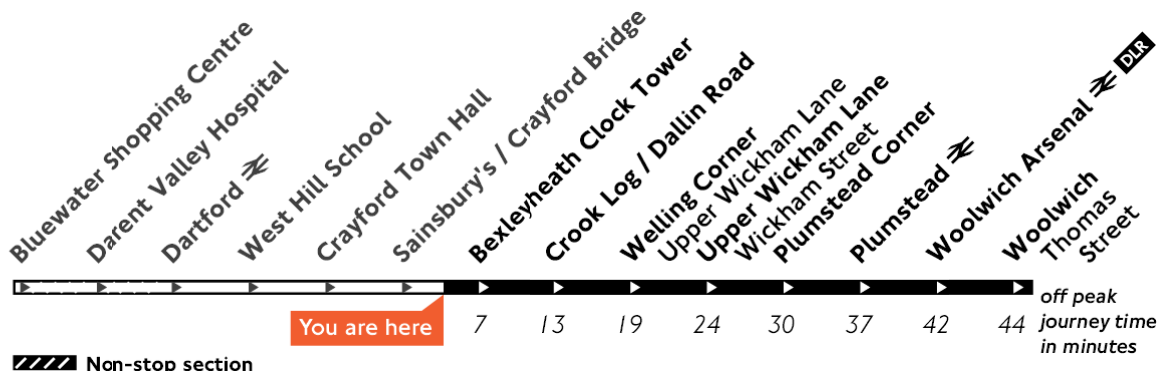 Bluewater Shopping Centre
Darent Valley Hospital
Dartford
West Hill School
Crayford Town Hall
Sainsbury's / Crayford Bridge
Bexleyheath Clock Tower
Crook Log / Dallin Road
Welling Corner
Upper Wickham Lane
Upper Wickham Lane
Wickham Street
Plumstead Corner
Plumstead
Woolwich Arsenal DLR
Woolwich
Thomas
Street
You are here
7 13 19 24 30 37 42 44
off peak
journey time
in minutes
Non-stop section